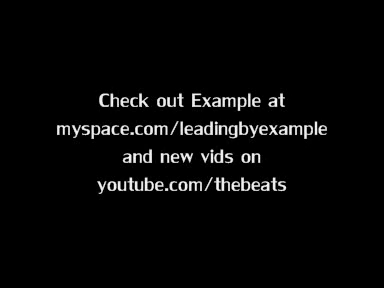 Check out Example at
myspace.com/leadingbyexample
and new vids on
youtube.com/thebeats